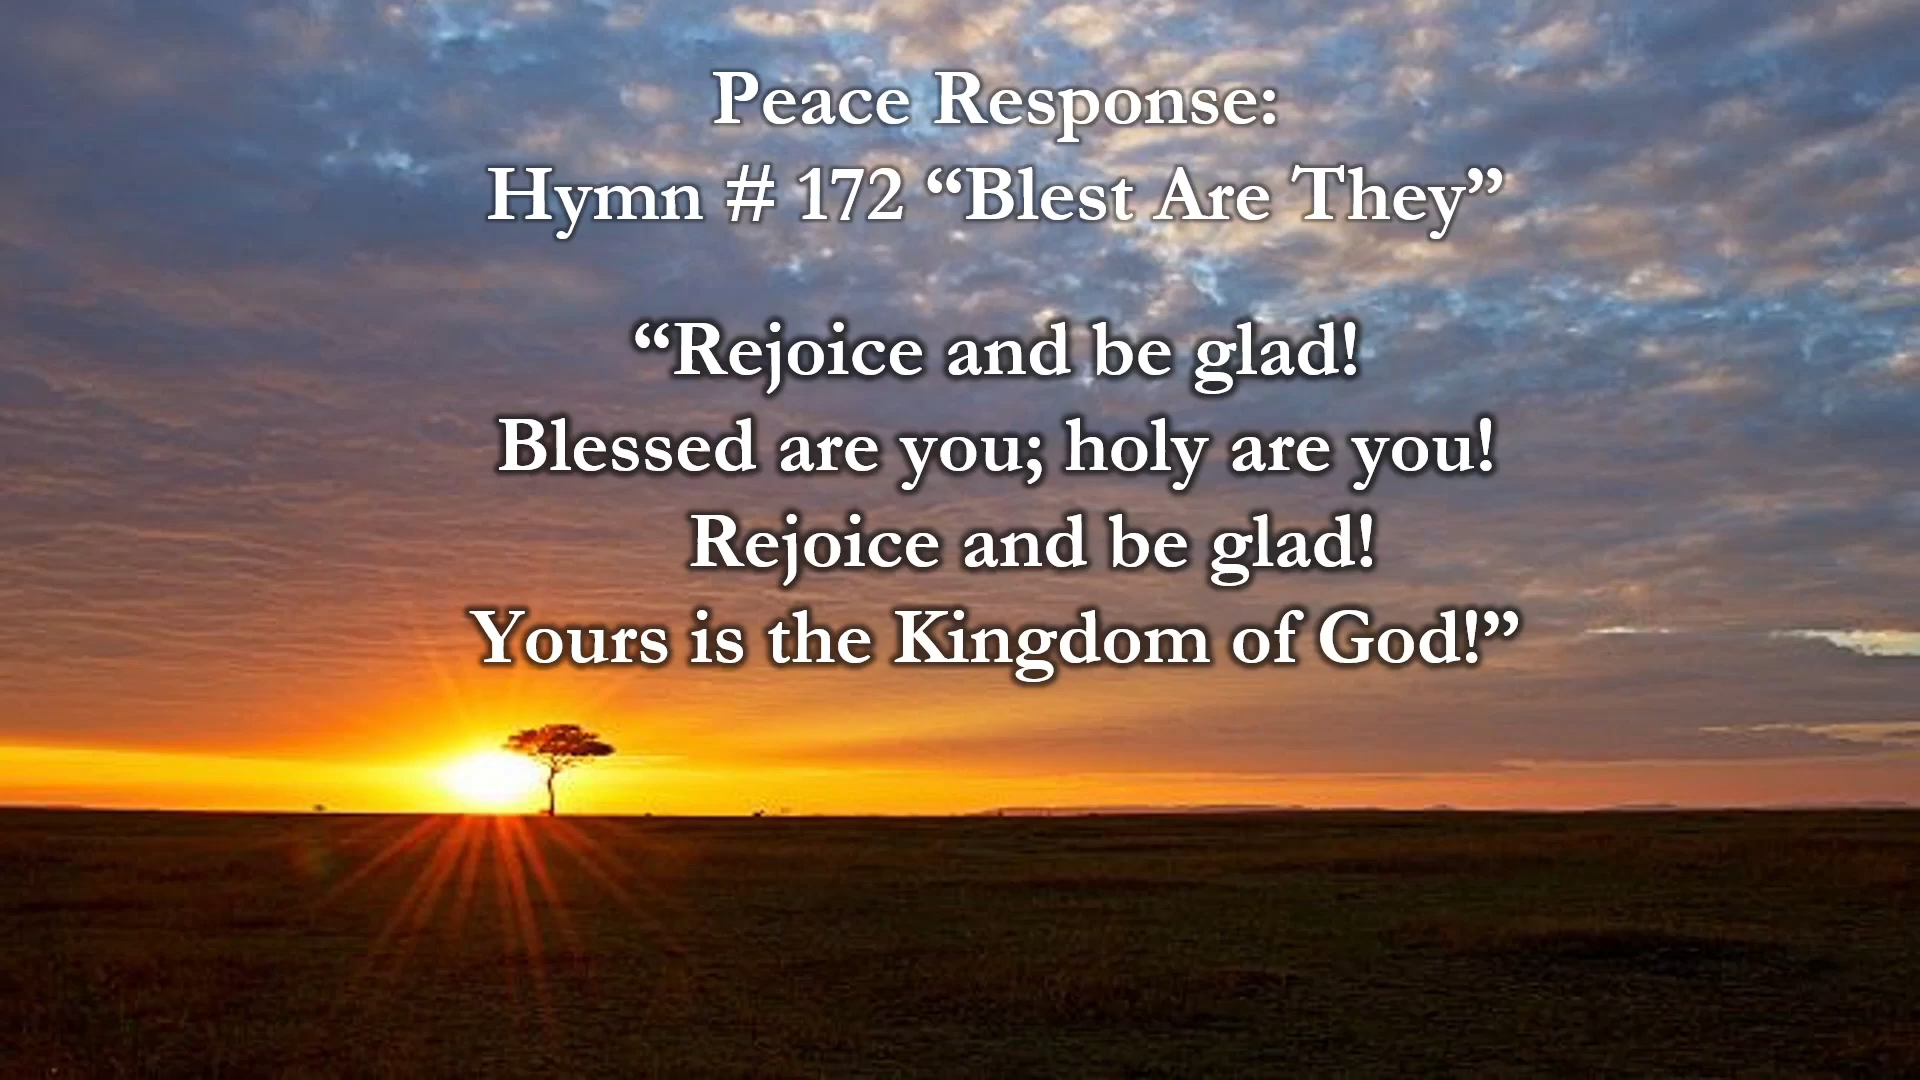 Peace Response:
Hymn # 172 “Blest Are They”
“Rejoice and be glad!
Blessed are you; holy are you!
Rejoice and be glad!
Yours is the Kingdom of God!”